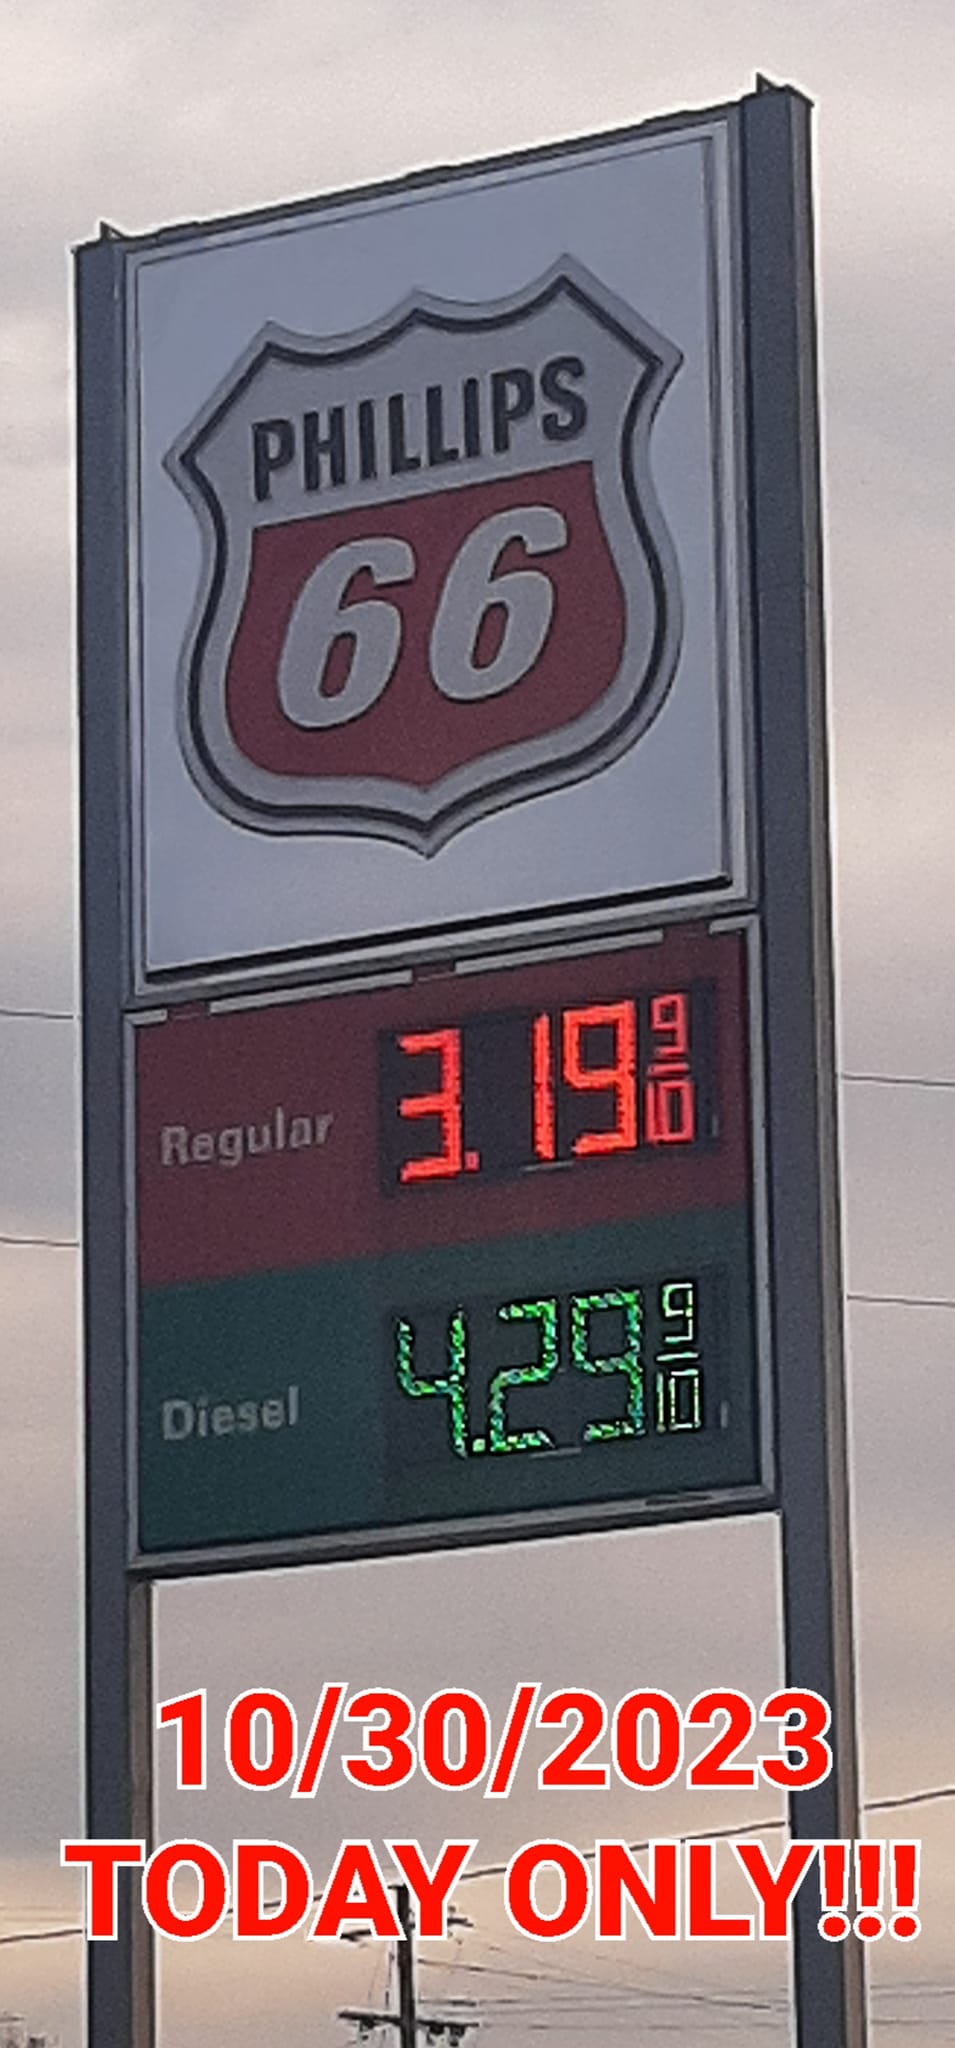 PHILLIPS
66
Regular 3.19 9/10
Diesel 4.29 9/10
10/30/2023
TODAY ONLY!!!